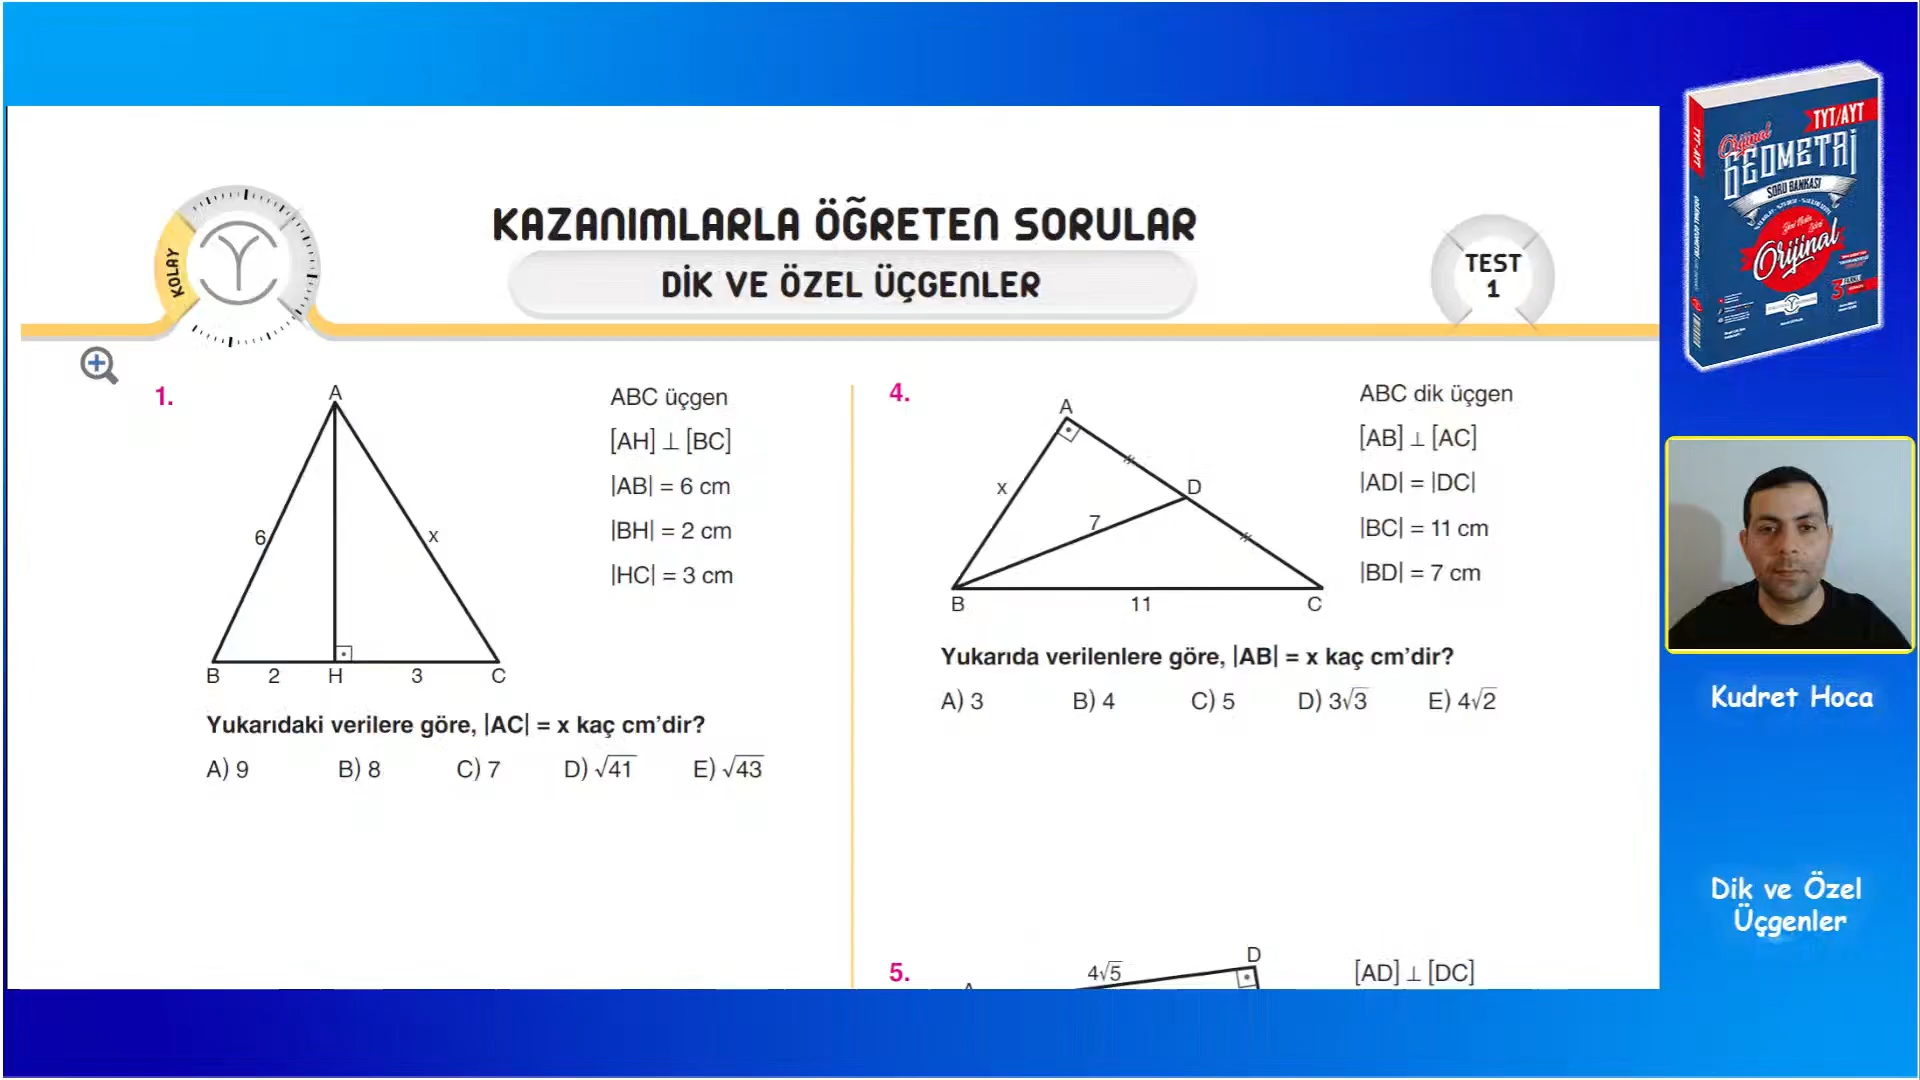 KAZANIMLARLA ÖĞRETEN SORULAR
DİK VE ÖZEL ÜÇGENLER
KOLAY
TEST
1
1.
A
6
x
B
2
H
3
C
ABC üçgen
[AH] ⊥ [BC]
|AB| = 6 cm
|BH| = 2 cm
|HC| = 3 cm
Yukarıdaki verilere göre, |AC| = x kaç cm’dir?
A) 9 B) 8 C) 7 D) √41 E) √43
4.
A
x
D
7
B
11
C
ABC dik üçgen
[AB] ⊥ [AC]
|AD| = |DC|
|BC| = 11 cm
|BD| = 7 cm
Yukarıda verilenlere göre, |AB| = x kaç cm’dir?
A) 3 B) 4 C) 5 D) 3√3 E) 4√2
5.
4√5
D
[AD] ⊥ [DC]
TYT/AYT
Orijinal
GEOMETRİ
SORU BANKASI
Orijinal
TYT-AYT
Kudret Hoca
Dik ve Özel
Üçgenler